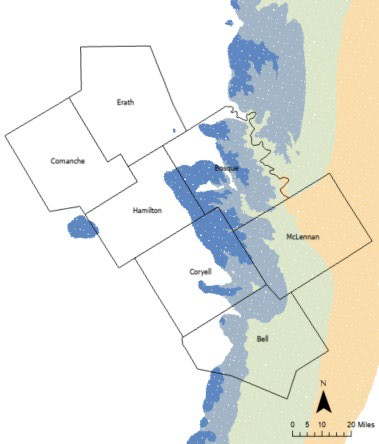 Erath
Comanche
Bosque
Hamilton
McLennan
Coryell
Bell
N
0 5 10 20 Miles